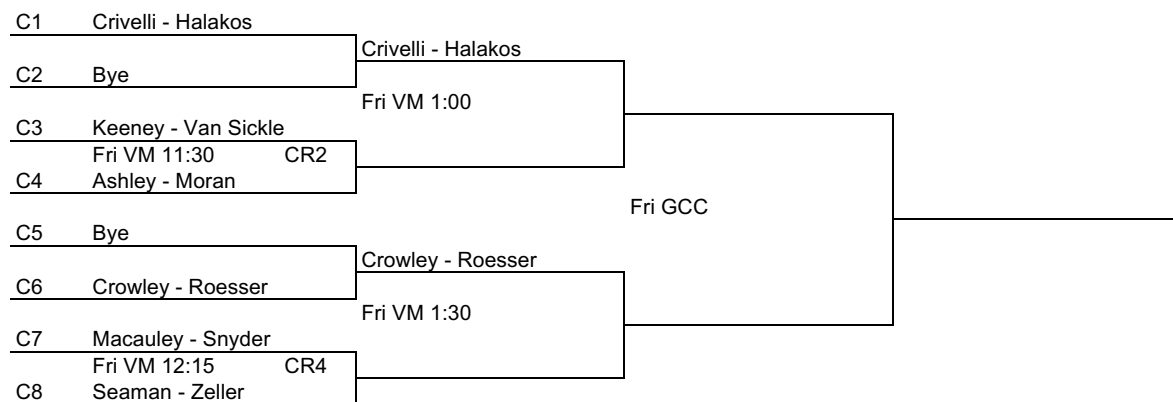 C1 Crivelli - Halakos
Crivelli - Halakos
C2 Bye
Fri VM 1:00
C3 Keeney - Van Sickle
Fri VM 11:30 CR2
C4 Ashley - Moran
Fri GCC
C5 Bye
Crowley - Roesser
C6 Crowley - Roesser
Fri VM 1:30
C7 Macauley - Snyder
Fri VM 12:15 CR4
C8 Seaman - Zeller